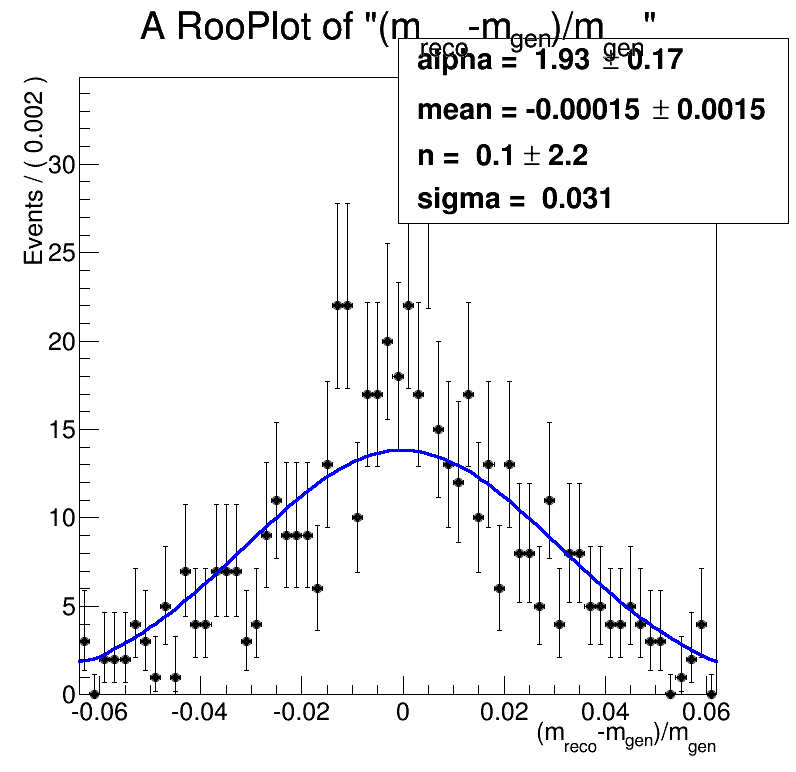 A RooPlot of "(m_reco-m_gen)/m_gen"
alpha = 1.93 ± 0.17
mean = -0.00015 ± 0.0015
n = 0.1 ± 2.2
sigma = 0.031
Events / ( 0.002 )
30
25
20
15
10
5
0
-0.06 -0.04 -0.02 0 0.02 0.04 0.06
(m_reco-m_gen)/m_gen